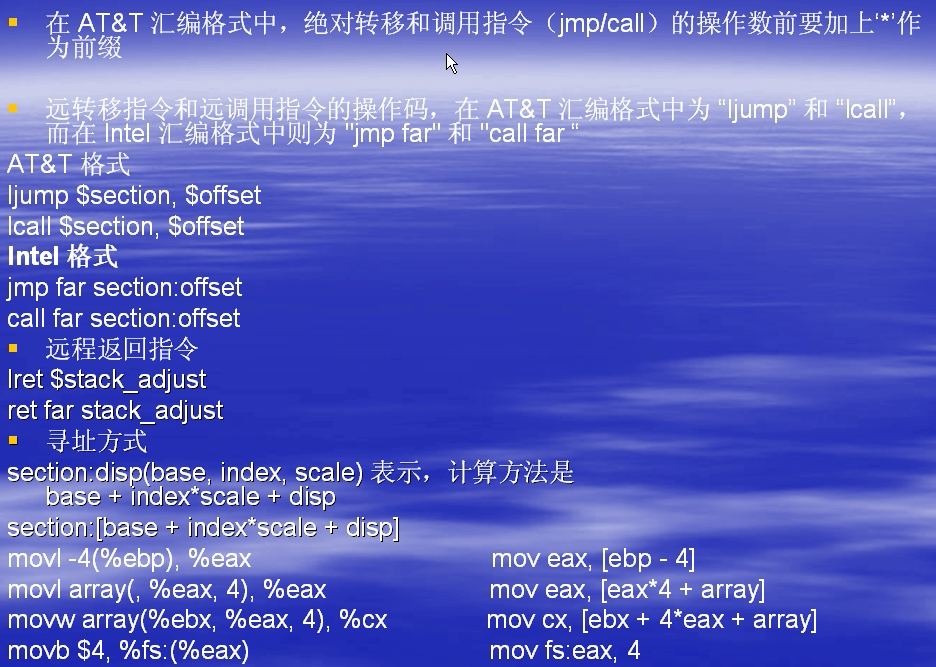 在 AT&T 汇编格式中，绝对转移和调用指令（jmp/call）的操作数前要加上‘*’作
为前缀
远转移指令和远调用指令的操作码，在 AT&T 汇编格式中为 “ljump” 和 “lcall”，
而在 Intel 汇编格式中则为 "jmp far" 和 "call far “
AT&T 格式
ljump $section, $offset
lcall $section, $offset
Intel 格式
jmp far section:offset
call far section:offset
远程返回指令
lret $stack_adjust
ret far stack_adjust
寻址方式
section:disp(base, index, scale) 表示，计算方法是
base + index*scale + disp
section:[base + index*scale + disp]
movl -4(%ebp), %eax mov eax, [ebp - 4]
movl array(, %eax, 4), %eax mov eax, [eax*4 + array]
movw array(%ebx, %eax, 4), %cx mov cx, [ebx + 4*eax + array]
movb $4, %fs:(%eax) mov fs:eax, 4